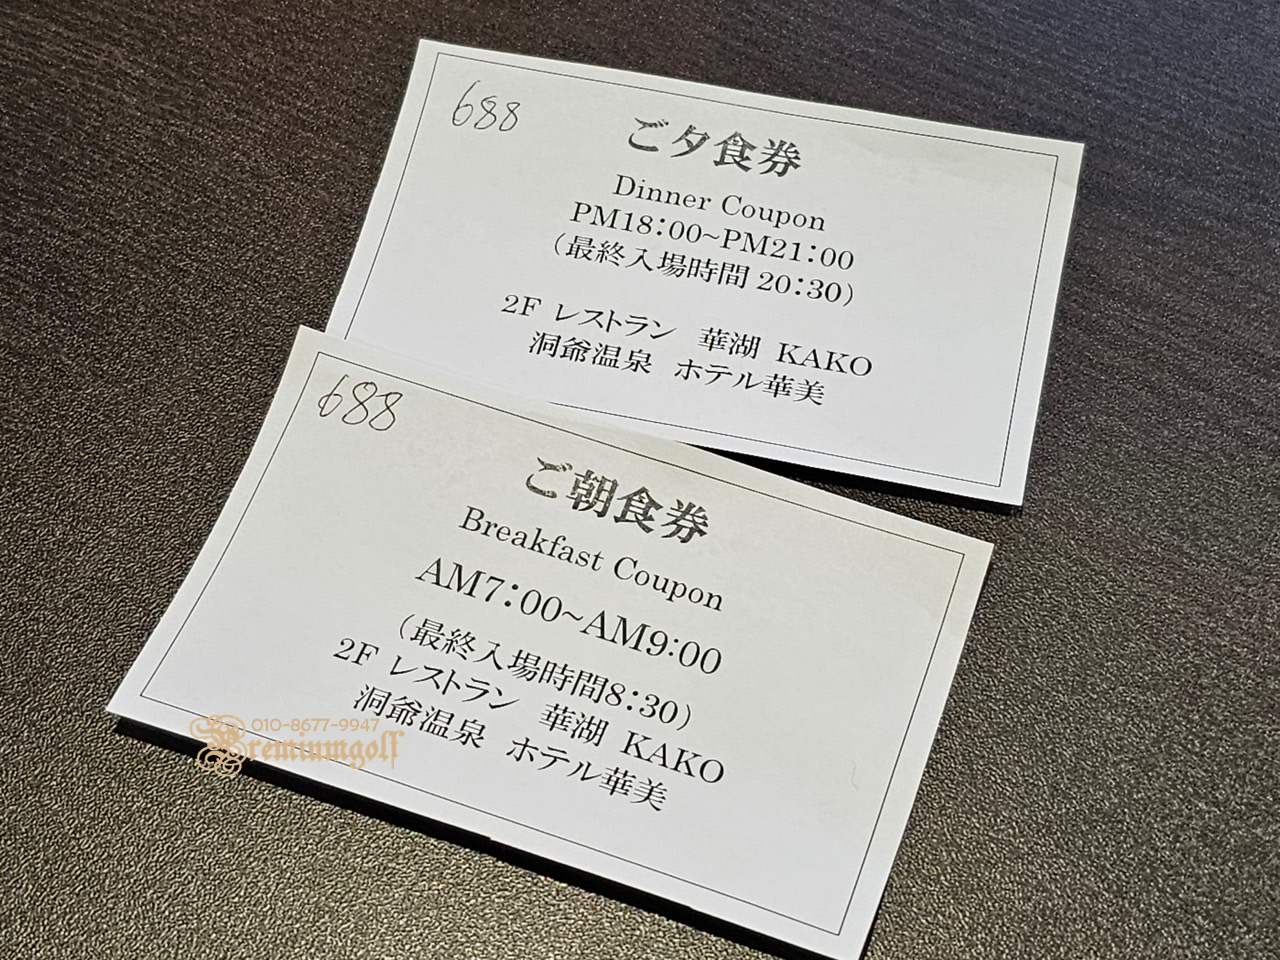 688
ご夕食券
Dinner Coupon
PM18:00~PM21:00
(最終入場時間 20:30)
2F レストラン 華湖 KAKO
洞爺温泉 ホテル華美
688
ご朝食券
Breakfast Coupon
AM7:00~AM9:00
(最終入場時間8:30)
2F レストラン 華湖 KAKO
洞爺温泉 ホテル華美
010-8677-9947
Premiumgolf